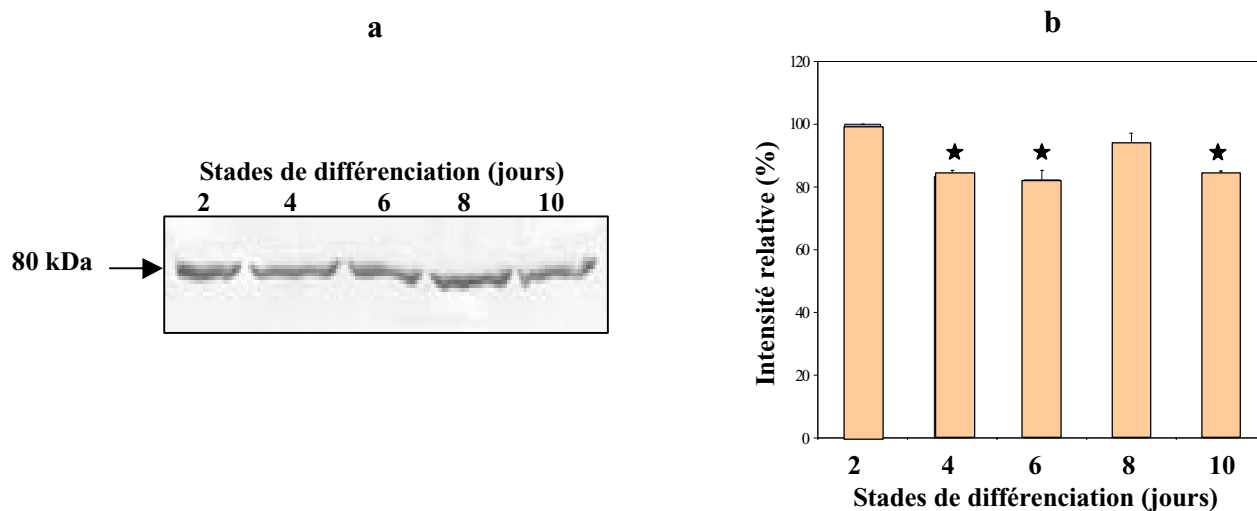 a
Stades de différenciation (jours)
2 4 6 8 10
80 kDa
b
Intensité relative (%)
120
100
80
60
40
20
0
2 4 6 8 10
Stades de différenciation (jours)